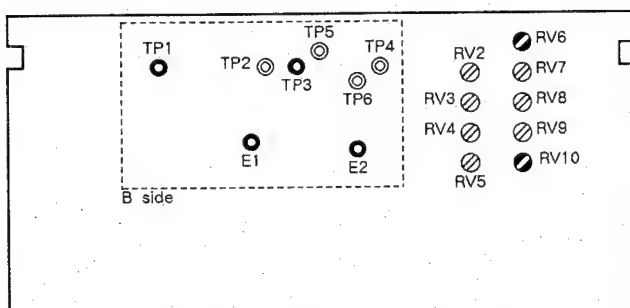 TP1
TP2
TP3
TP5
TP4
TP6
E1
E2
B side
RV2
RV3
RV4
RV5
RV6
RV7
RV8
RV9
RV10